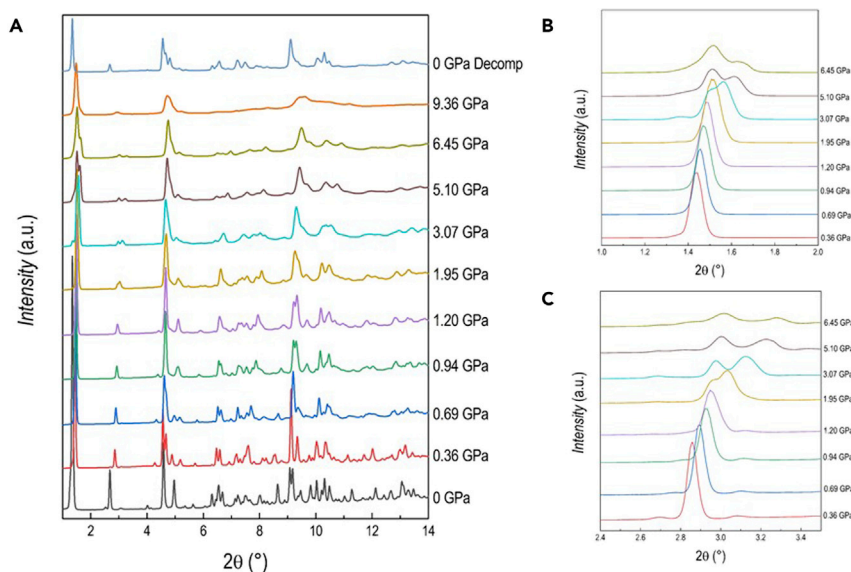 A
Intensity (a.u.)
0 GPa Decomp
9.36 GPa
6.45 GPa
5.10 GPa
3.07 GPa
1.95 GPa
1.20 GPa
0.94 GPa
0.69 GPa
0.36 GPa
0 GPa
2 4 6 8 10 12 14
2θ (°)
B
Intensity (a.u.)
6.45 GPa
5.10 GPa
3.07 GPa
1.95 GPa
1.20 GPa
0.94 GPa
0.69 GPa
0.36 GPa
1.0 1.2 1.4 1.6 1.8 2.0
2θ (°)
C
Intensity (a.u.)
6.45 GPa
5.10 GPa
3.07 GPa
1.95 GPa
1.20 GPa
0.94 GPa
0.69 GPa
0.36 GPa
2.4 2.6 2.8 3.0 3.2 3.4
2θ (°)